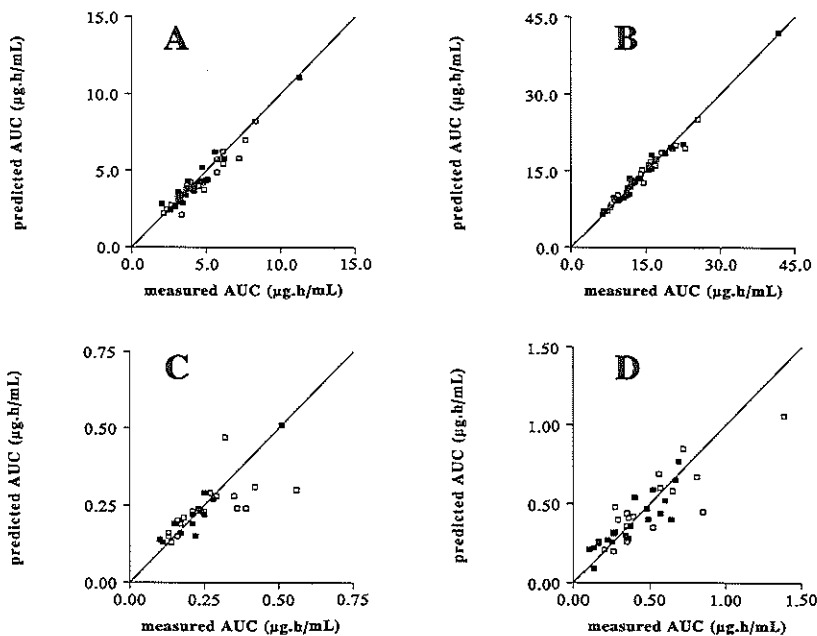 A
predicted AUC (µg.h/mL)
15.0
10.0
5.0
0.0
0.0 5.0 10.0 15.0
measured AUC (µg.h/mL)
B
predicted AUC (µg.h/mL)
45.0
30.0
15.0
0.0
0.0 15.0 30.0 45.0
measured AUC (µg.h/mL)
C
predicted AUC (µg.h/mL)
0.75
0.50
0.25
0.00
0.00 0.25 0.50 0.75
measured AUC (µg.h/mL)
D
predicted AUC (µg.h/mL)
1.50
1.00
0.50
0.00
0.00 0.50 1.00 1.50
measured AUC (µg.h/mL)